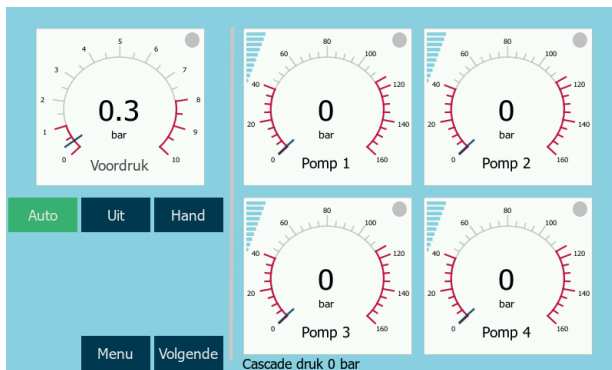 0 1 2 3 4 5 6 7 8 9 10
0.3
bar
Voordruk
0 20 40 60 80 100 120 140 160
0
bar
Pomp 1
0 20 40 60 80 100 120 140 160
0
bar
Pomp 2
Auto
Uit
Hand
0 20 40 60 80 100 120 140 160
0
bar
Pomp 3
0 20 40 60 80 100 120 140 160
0
bar
Pomp 4
Menu
Volgende
Cascade druk 0 bar